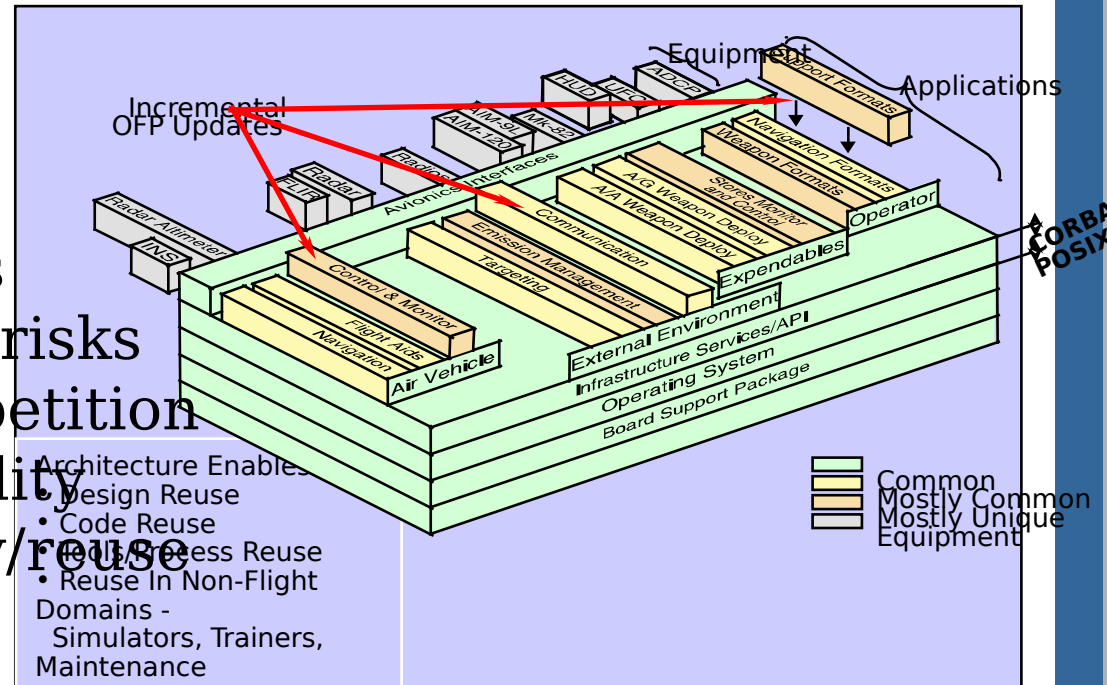 Equipment
Applications
Incremental
OFP Updates
Support Formats
ADCP
UFC
HUD
Mk-82
AIM-9L
AIM-120
Radios
Radar
FLIR
Radar Altimeter
INS
Avionics Interfaces
Navigation Formats
Weapon Formats
Operator
Stores Monitor
and Control
A/G Weapon Deploy
A/A Weapon Deploy
Expendables
Communication
Emission Management
Targeting
External Environment
Control & Monitor
Flight Aids
Navigation
Air Vehicle
Infrastructure Services/API
Operating System
Board Support Package
CORBA
POSIX
risks
petition
lity
y/reuse
Architecture Enables
• Design Reuse
• Code Reuse
• Tools/Process Reuse
• Reuse In Non-Flight
Domains -
Simulators, Trainers,
Maintenance
Common
Mostly Common
Mostly Unique
Equipment